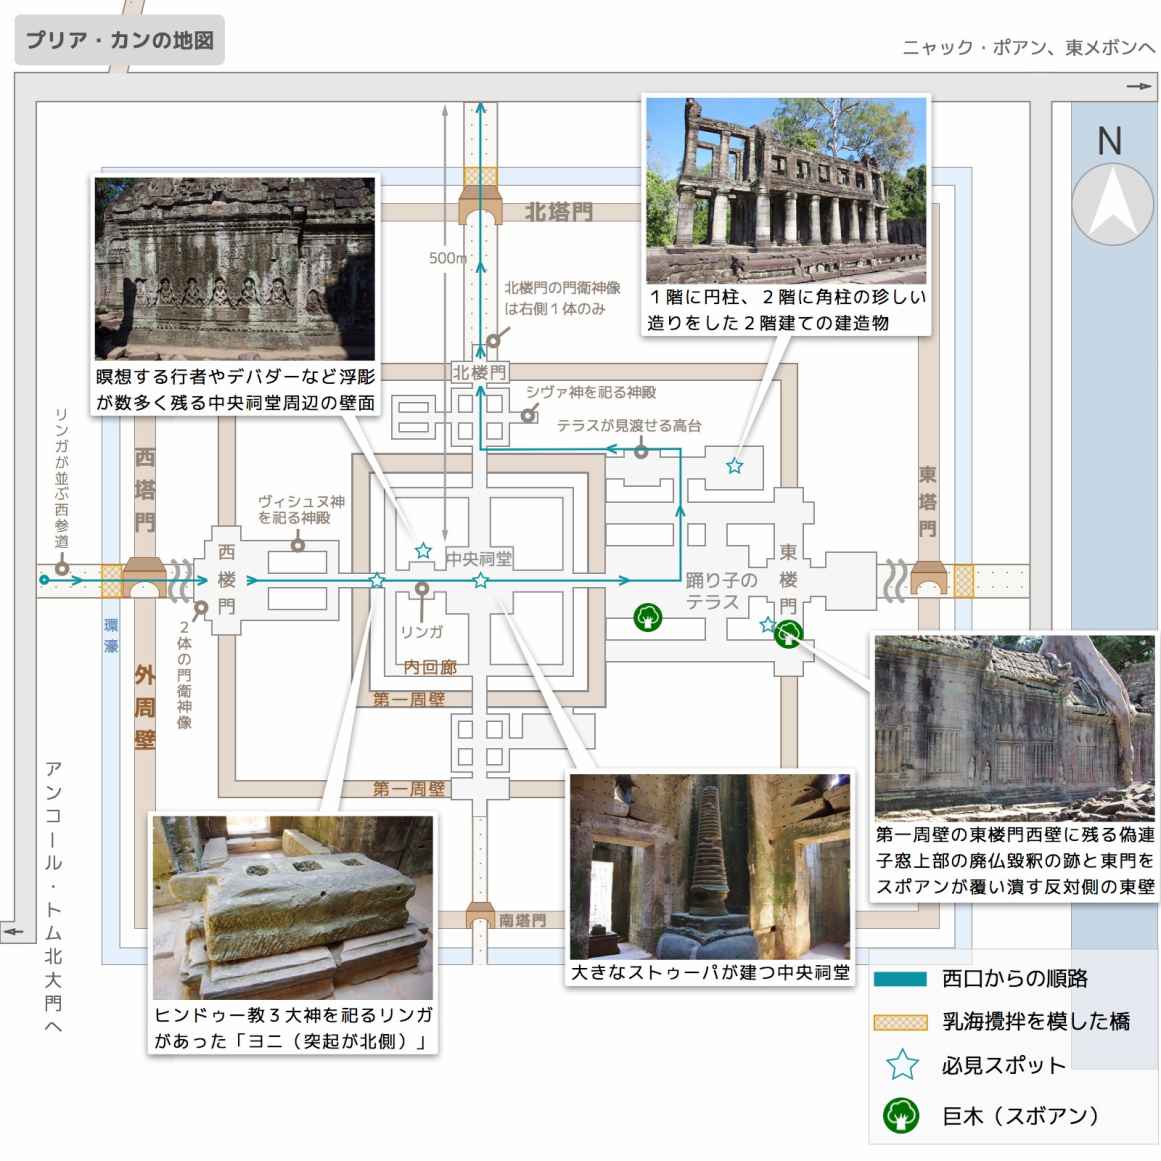 プリア・カンの地図
ニャック・ポアン、東メボンへ
N
北塔門
500m
北楼門の門衛神像
は右側１体のみ
１階に円柱、２階に角柱の珍しい
造りをした２階建ての建造物
瞑想する行者やデバダーなど浮彫
が数多く残る中央祠堂周辺の壁面
北楼門
シヴァ神を祀る神殿
テラスが見渡せる高台
リンガが並ぶ西参道
西塔門
ヴィシュヌ神
を祀る神殿
東塔門
西楼門
中央祠堂
東楼門
踊り子の
テラス
環濠
２体の門衛神像
リンガ
内回廊
外周壁
第一周壁
第一周壁
アンコール・トム北大門へ
第一周壁の東楼門西壁に残る偽連
子窓上部の廃仏毀釈の跡と東門を
スポアンが覆い潰す反対側の東壁
南塔門
大きなストゥーパが建つ中央祠堂
ヒンドゥー教３大神を祀るリンガ
があった「ヨニ（突起が北側）」
西口からの順路
乳海攪拌を模した橋
必見スポット
巨木（スポアン）